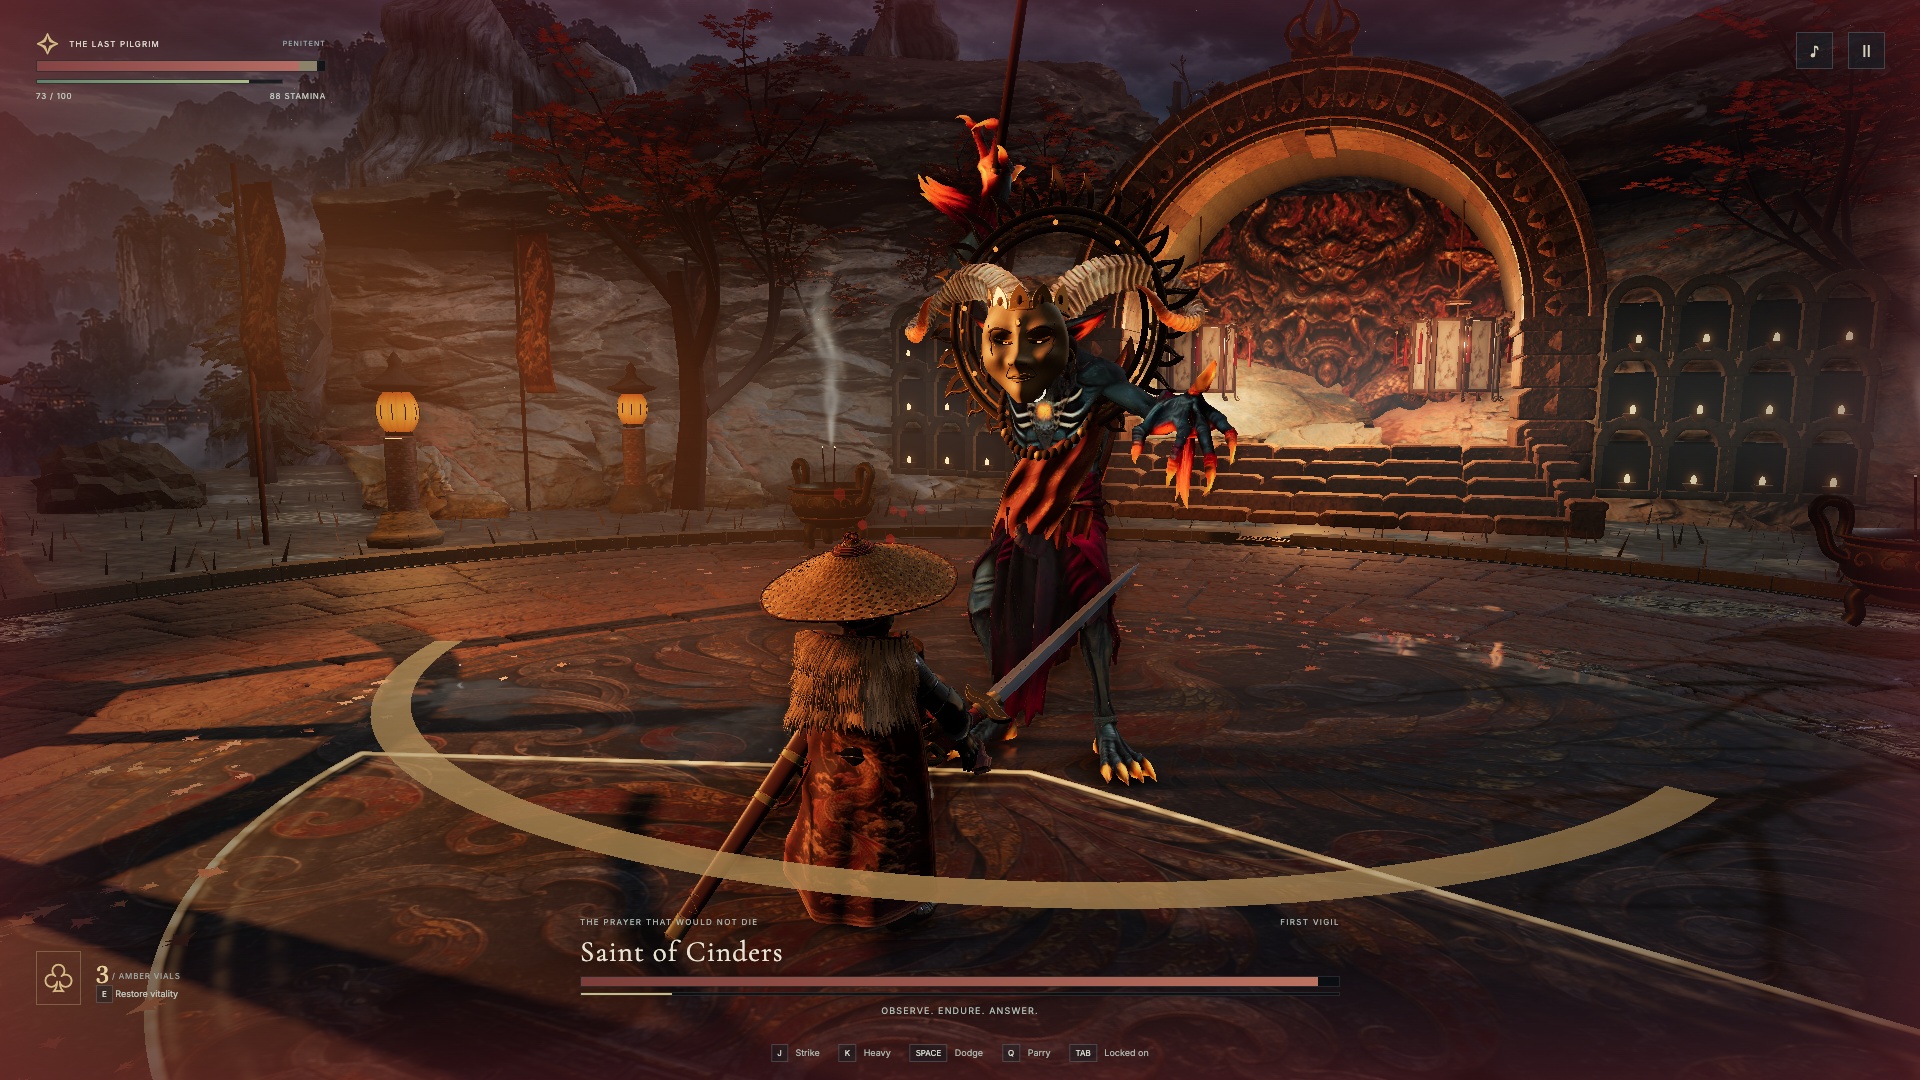 THE LAST PILGRIM PENITENT
73 / 100 88 STAMINA
THE PRAYER THAT WOULD NOT DIE FIRST VIGIL
Saint of Cinders
3 / AMBER VIALS
E Restore vitality
OBSERVE. ENDURE. ANSWER.
J Strike K Heavy SPACE Dodge Q Parry TAB Locked on